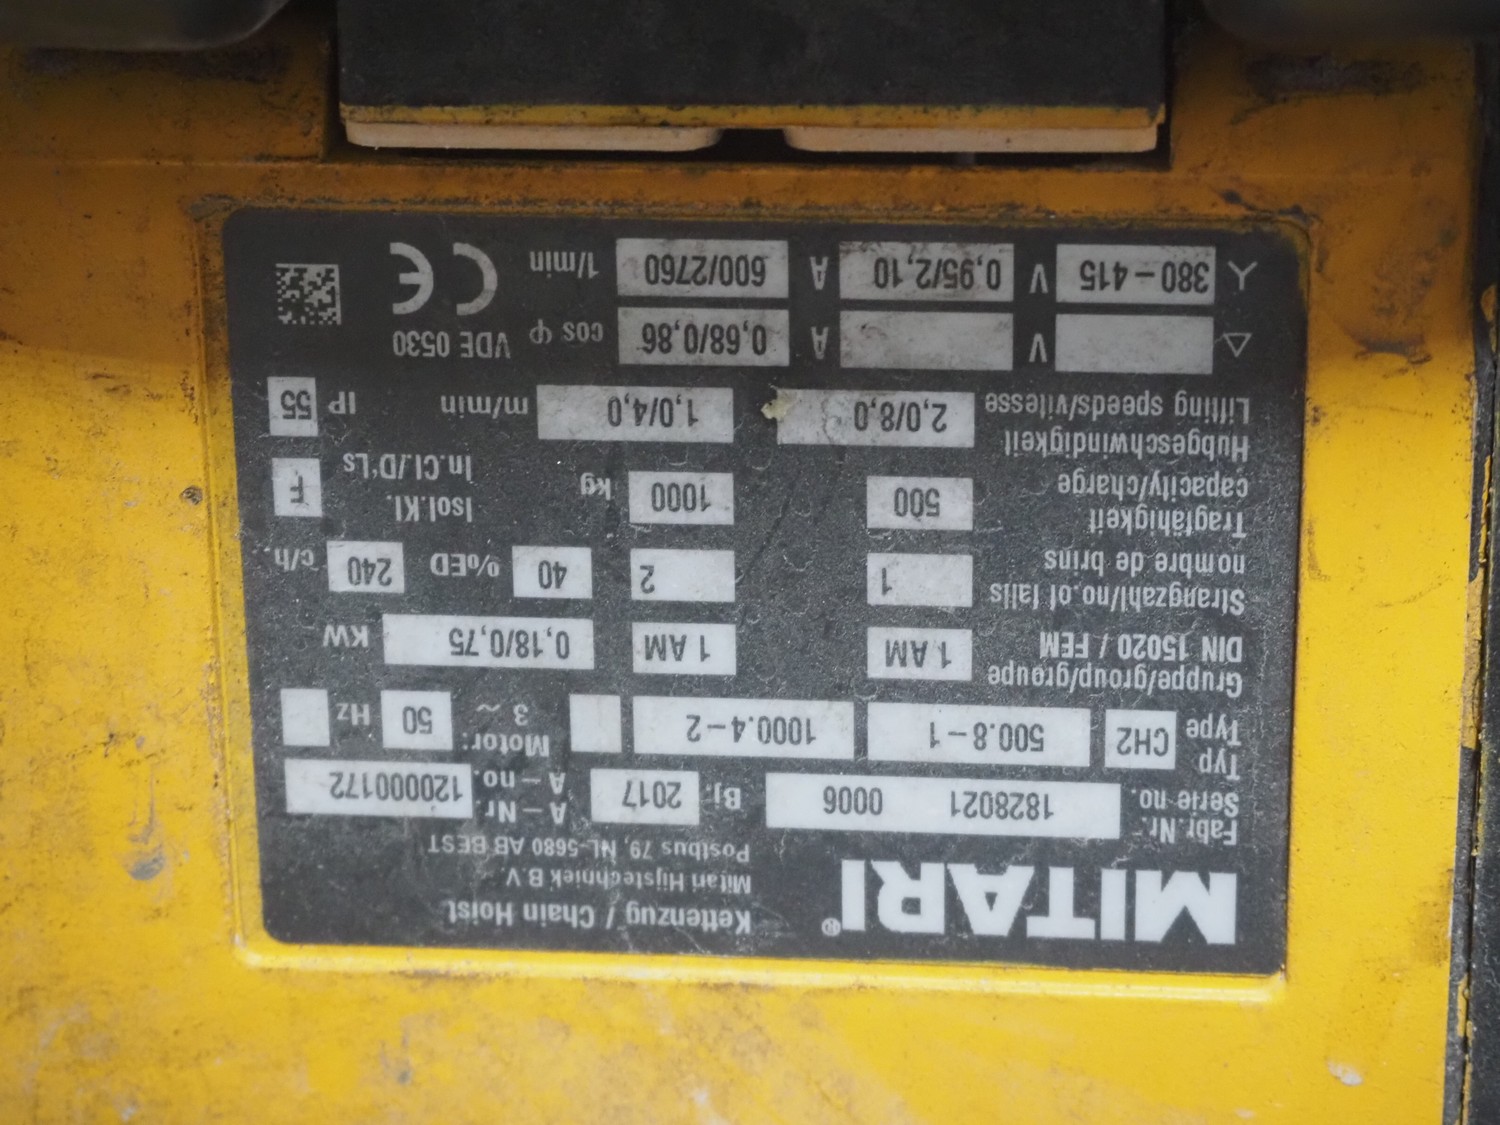 MITARI®
Kettenzug / Chain Hoist
Mitari Hijstechniek B.V.
Postbus 79, NL-5680 AB BEST
Fabr.Nr.
Serie no.
1828021 0006
Bj. 2017
A-Nr.
A-no.
120000172
Typ
Type
CH2
500.8-1
1000.4-2
Motor:
3 ~
50
Hz
Gruppe/group/groupe
DIN 15020 / FEM
1 AM
1 AM
0,18/0,75
KW
Strangzahl/no.of falls
nombre de brins
1
2
40
%ED
240
c/h.
Tragfähigkeit
capacity/charge
500
1000
kg
Isol.Kl.
In.Cl./D'Ls
F
Hubgeschwindigkeit
Lifting speeds/vitesse
2,0/8,0
1,0/4,0
m/min
IP 55
△ V A
0,68/0,86
cos φ
VDE 0530
Y 380-415 V
0,95/2,10 A
600/2760
1/min
CE